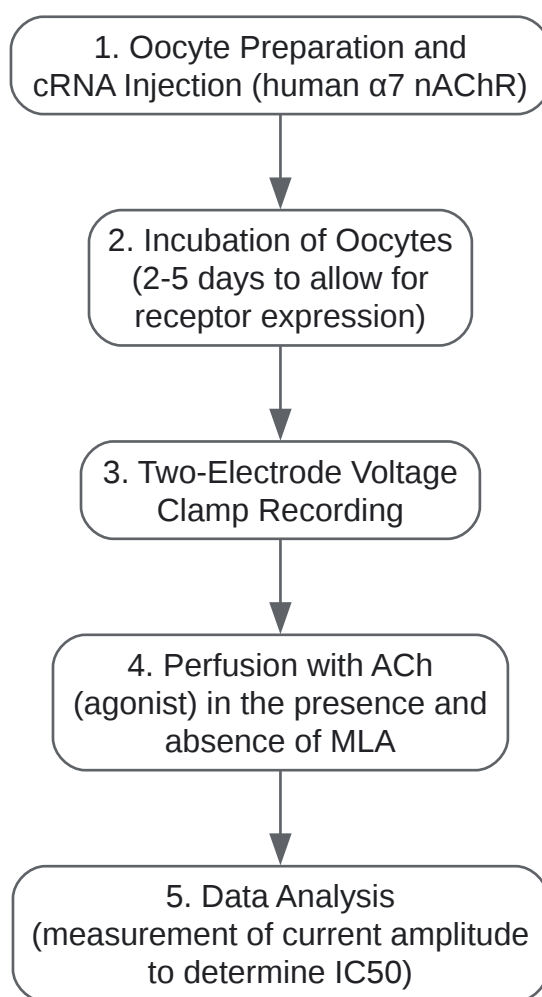 1. Oocyte Preparation and
cRNA Injection (human α7 nAChR)
2. Incubation of Oocytes
(2-5 days to allow for
receptor expression)
3. Two-Electrode Voltage
Clamp Recording
4. Perfusion with ACh
(agonist) in the presence and
absence of MLA
5. Data Analysis
(measurement of current amplitude
to determine IC50)